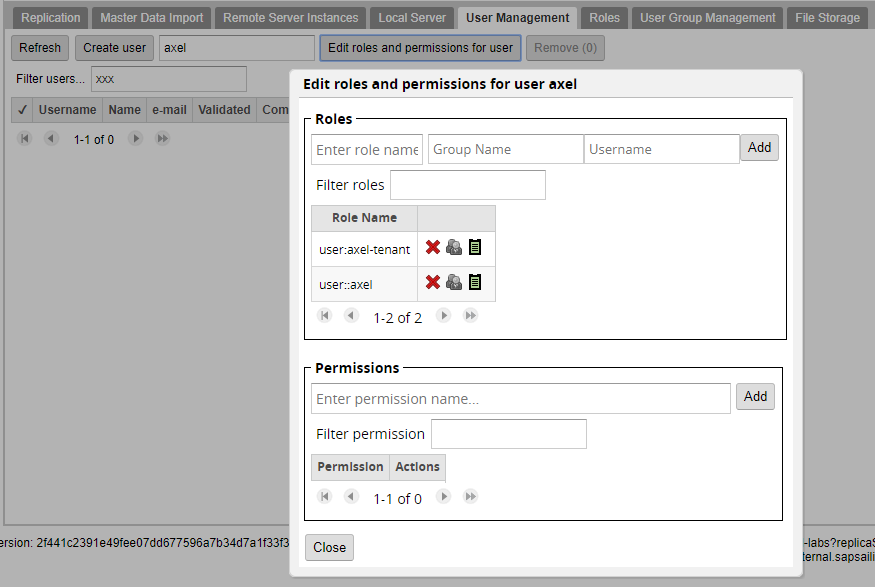 Replication Master Data Import Remote Server Instances Local Server User Management Roles User Group Management File Storage
Refresh Create user axel Edit roles and permissions for user Remove (0)
Filter users... xxx
✓ Username Name e-mail Validated Com
1-1 of 0
Edit roles and permissions for user axel
Roles
Enter role name Group Name Username Add
Filter roles
Role Name
user:axel-tenant
user::axel
1-2 of 2
Permissions
Enter permission name... Add
Filter permission
Permission Actions
1-1 of 0
Close
ersion: 2f441c2391e49fee07dd677596a7b34d7a1f33f3
-labs?replica
ternal.sapsaili